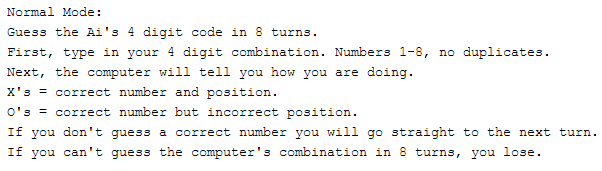 Normal Mode:
Guess the Ai's 4 digit code in 8 turns.
First, type in your 4 digit combination. Numbers 1-8, no duplicates.
Next, the computer will tell you how you are doing.
X's = correct number and position.
O's = correct number but incorrect position.
If you don't guess a correct number you will go straight to the next turn.
If you can't guess the computer's combination in 8 turns, you lose.